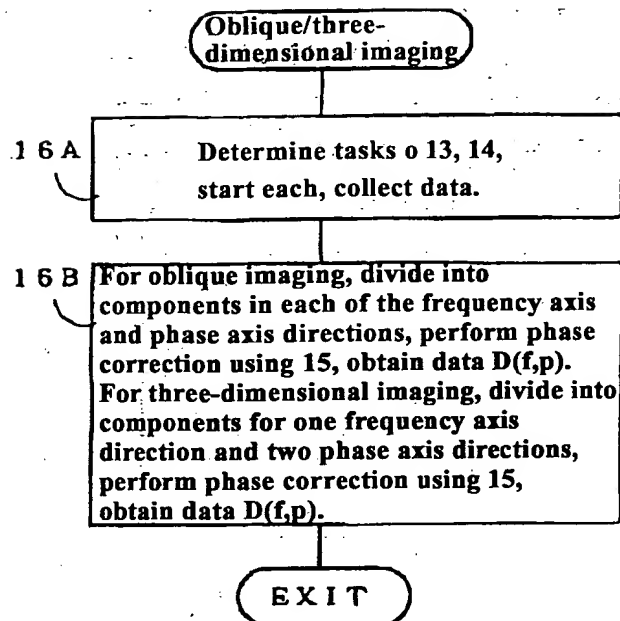 Oblique/three-
dimensional imaging
16A
Determine tasks o 13, 14,
start each, collect data.
16B
For oblique imaging, divide into
components in each of the frequency axis
and phase axis directions, perform phase
correction using 15, obtain data D(f,p).
For three-dimensional imaging, divide into
components for one frequency axis
direction and two phase axis directions,
perform phase correction using 15,
obtain data D(f,p).
EXIT